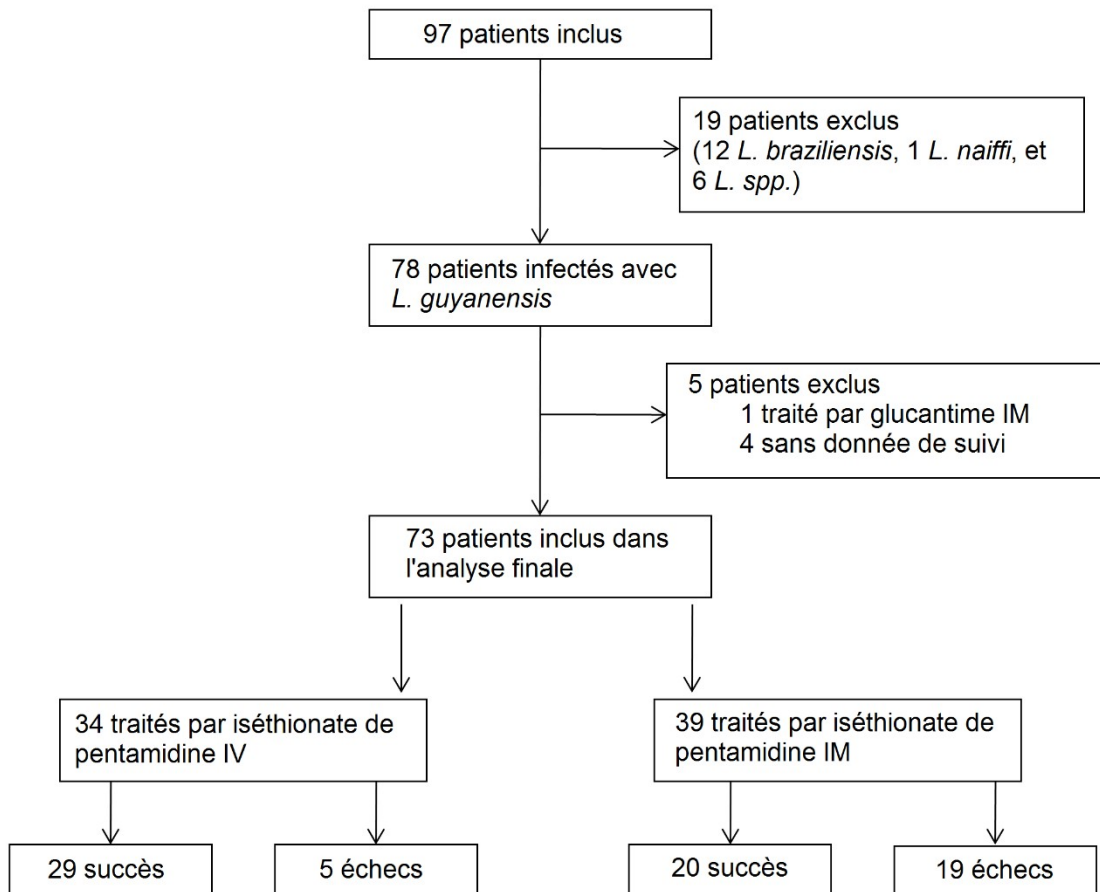 97 patients inclus
19 patients exclus
(12 L. braziliensis, 1 L. naiffi, et
6 L. spp.)
78 patients infectés avec
L. guyanensis
5 patients exclus
1 traité par glucantime IM
4 sans donnée de suivi
73 patients inclus dans
l'analyse finale
34 traités par iséthionate de
pentamidine IV
39 traités par iséthionate de
pentamidine IM
29 succès
5 échecs
20 succès
19 échecs